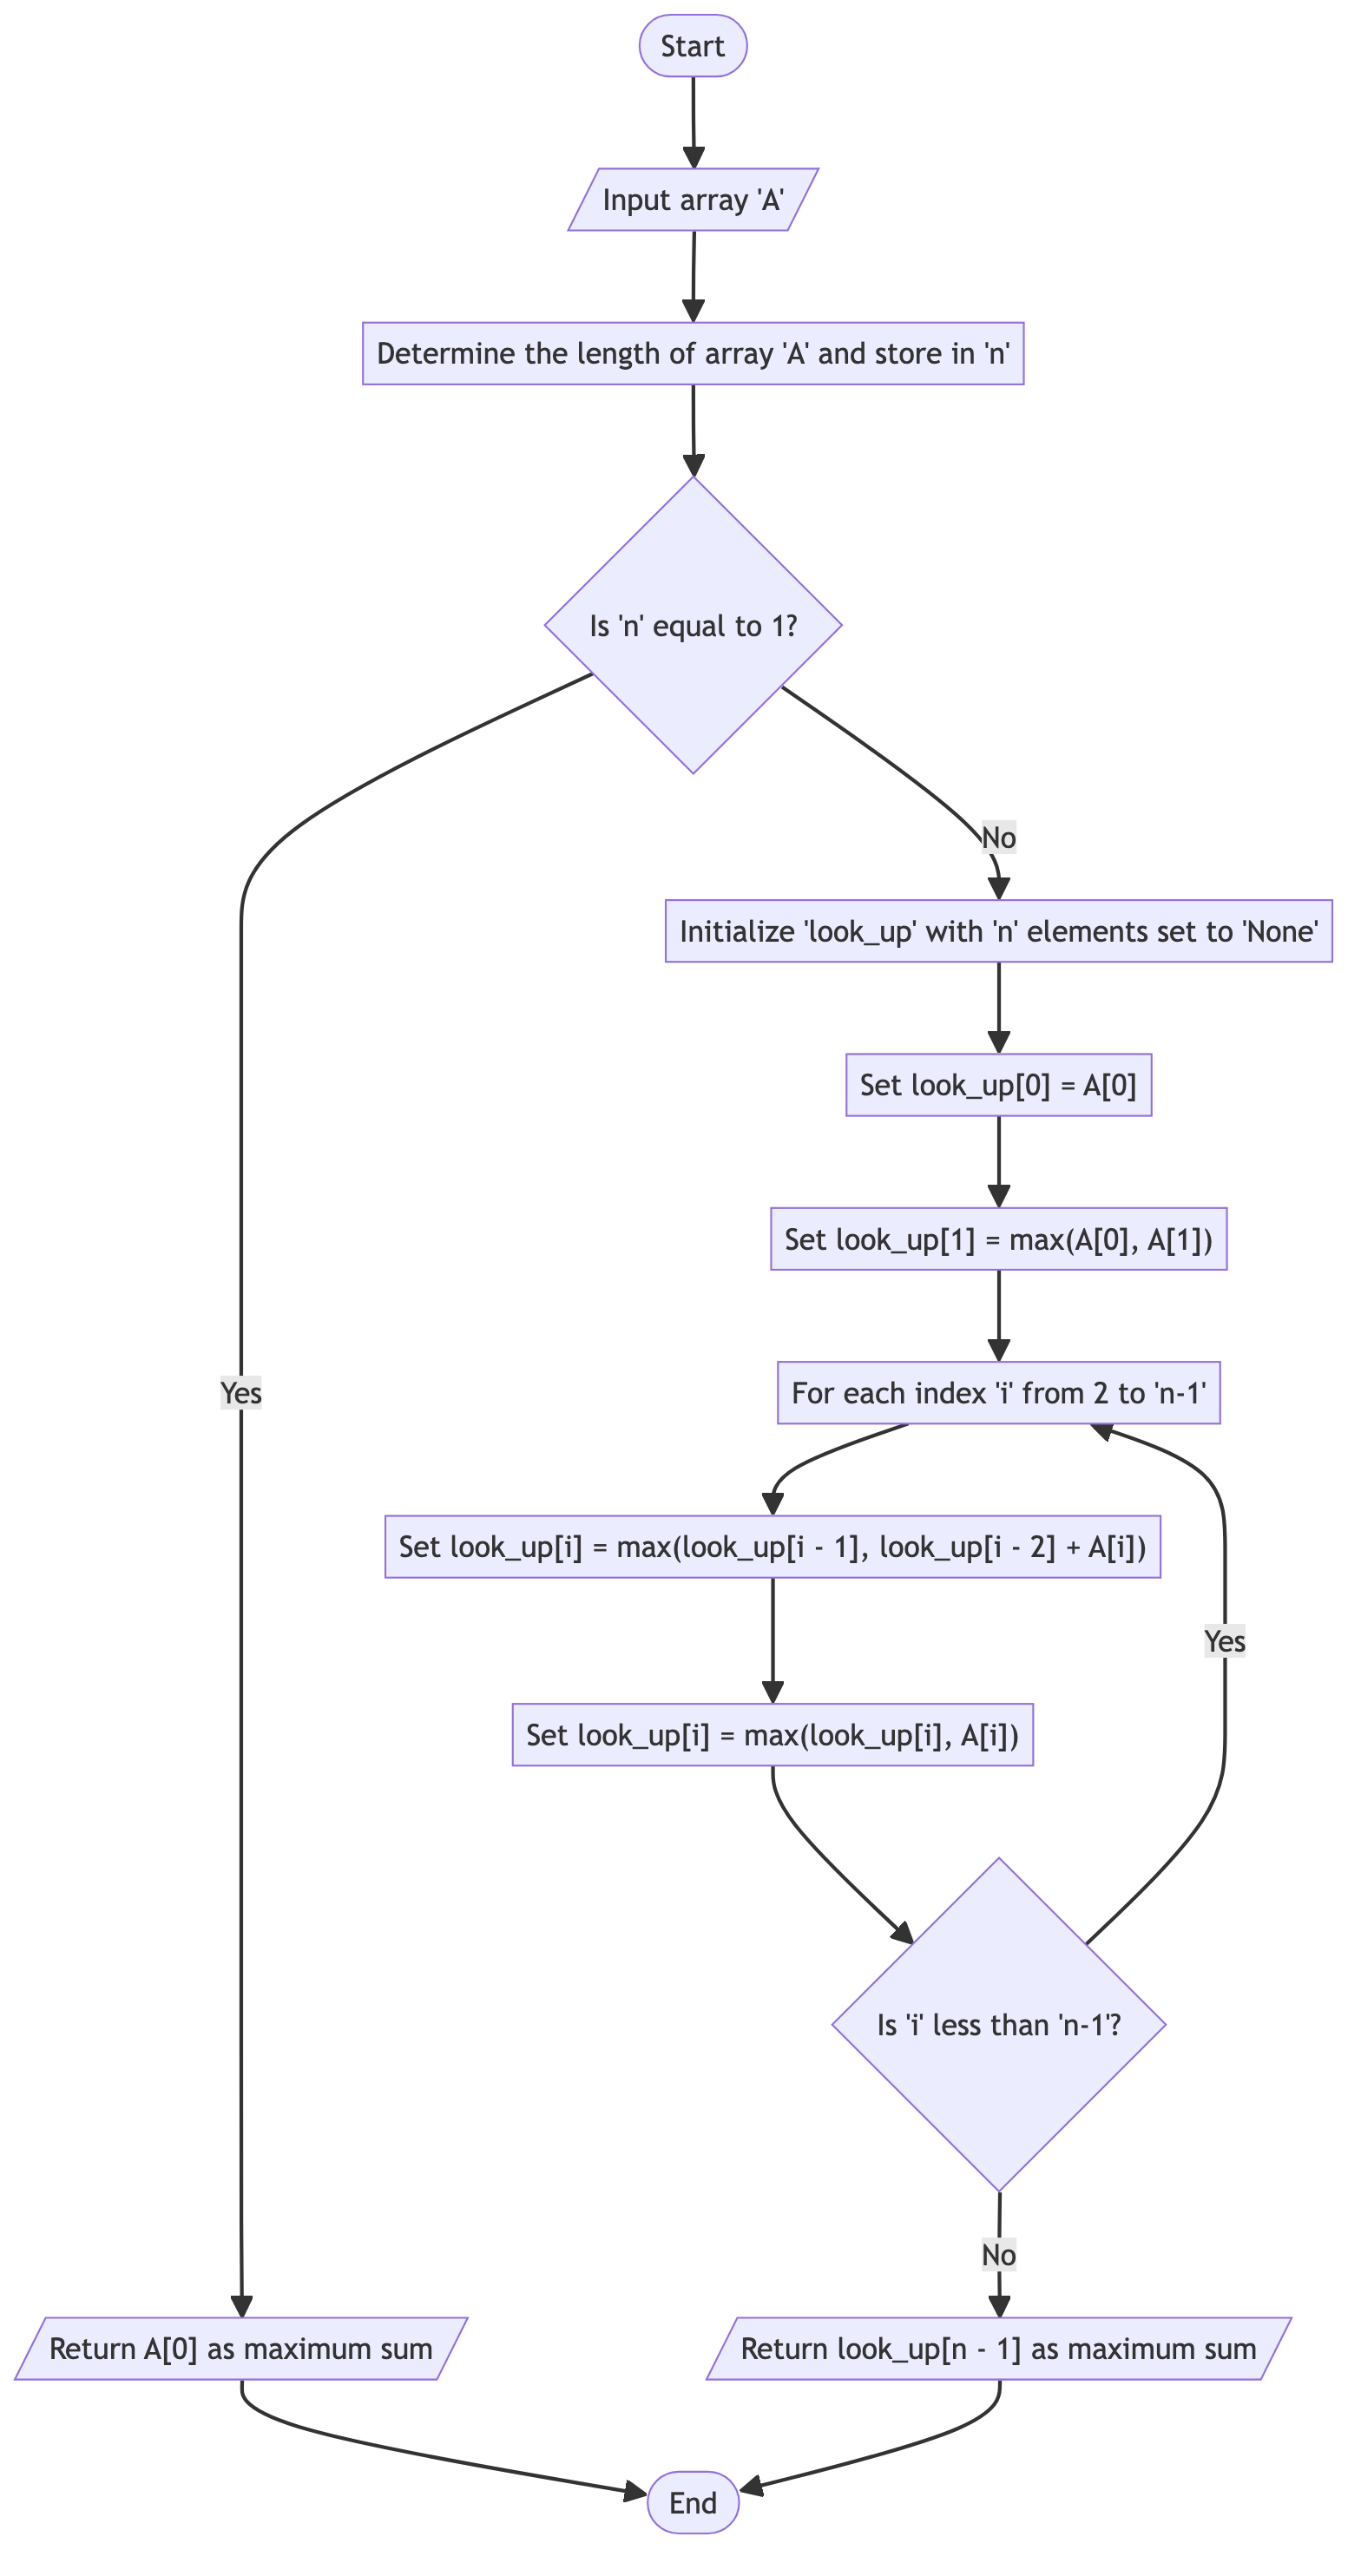 Start
Input array 'A'
Determine the length of array 'A' and store in 'n'
Is 'n' equal to 1?
No
Initialize 'look_up' with 'n' elements set to 'None'
Set look_up[0] = A[0]
Set look_up[1] = max(A[0], A[1])
For each index 'i' from 2 to 'n-1'
Yes
Set look_up[i] = max(look_up[i - 1], look_up[i - 2] + A[i])
Yes
Set look_up[i] = max(look_up[i], A[i])
Is 'i' less than 'n-1'?
No
Return A[0] as maximum sum
Return look_up[n - 1] as maximum sum
End